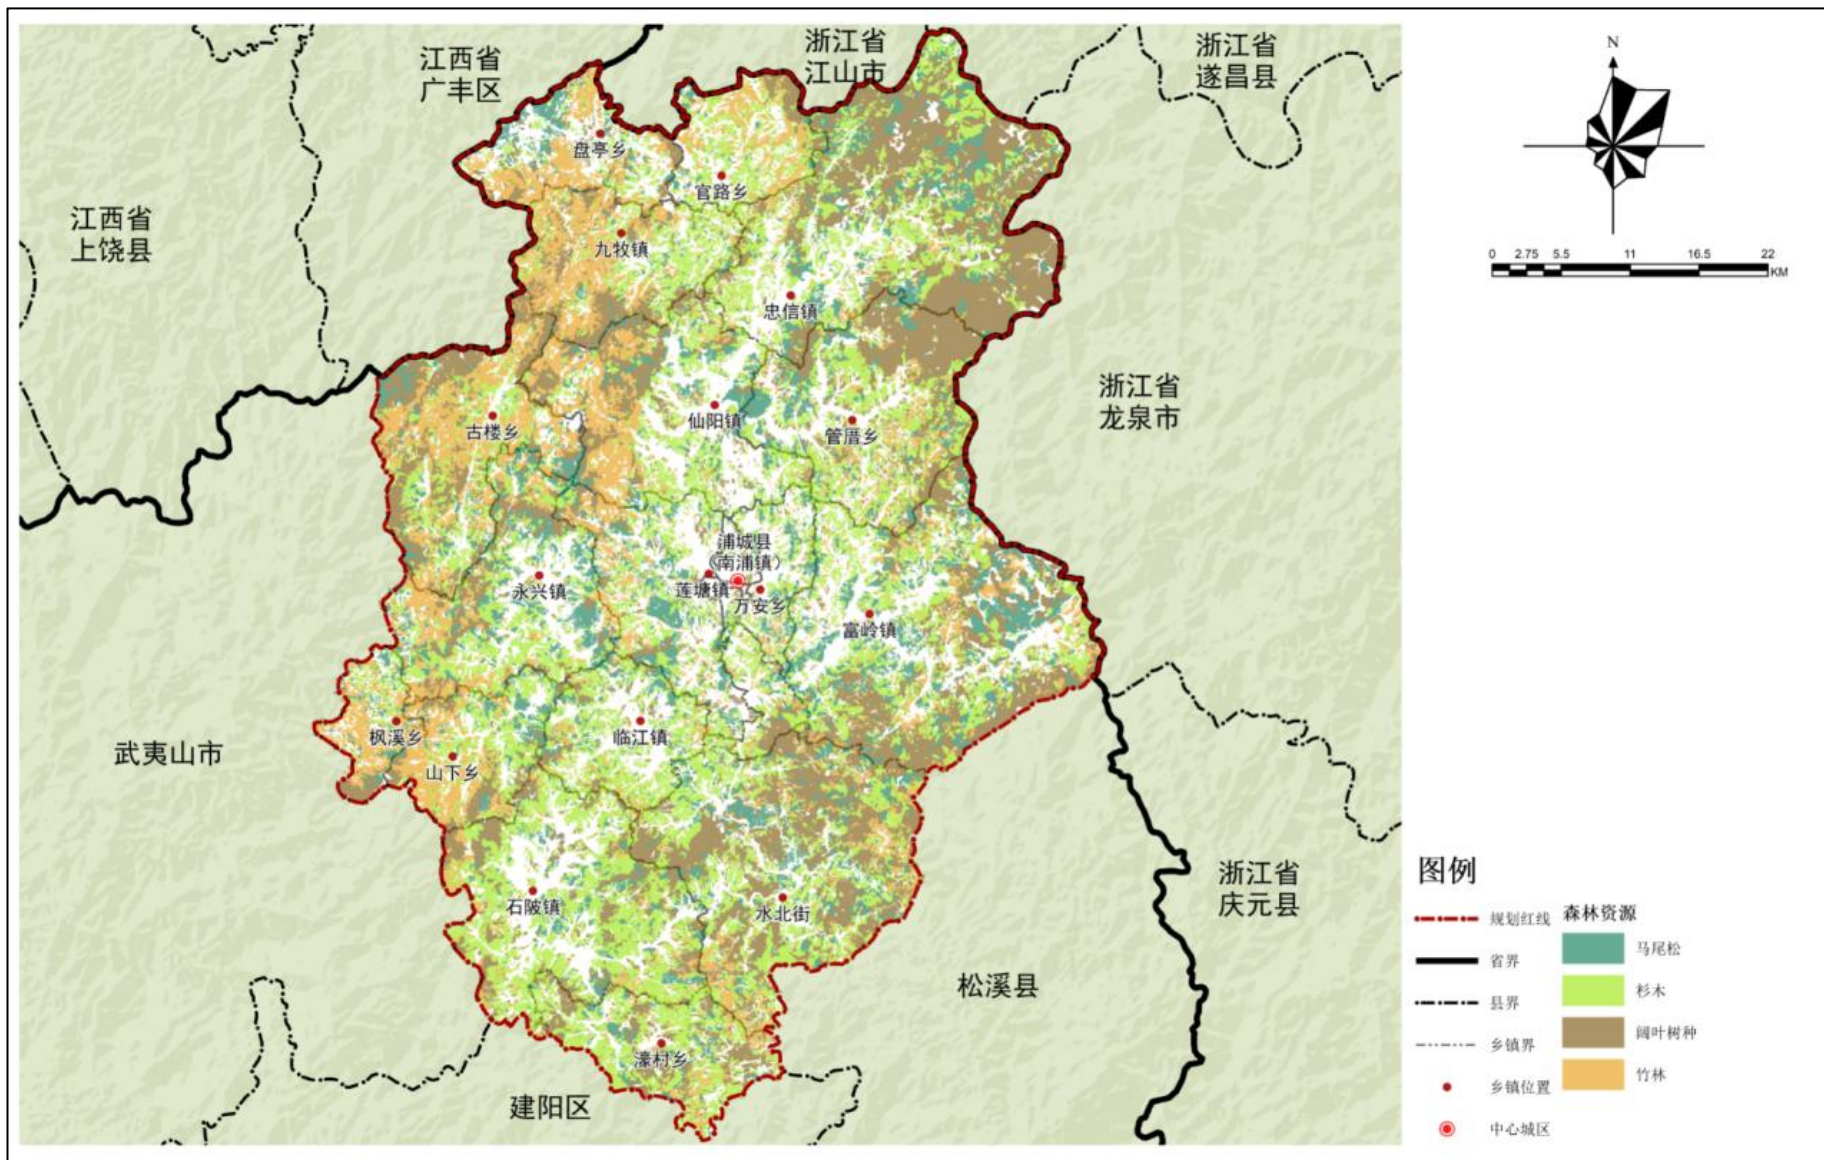 江西省
广丰区
浙江省
江山市
浙江省
遂昌县
N
盘亭乡
官路乡
江西省
上饶县
九牧镇
0 2.75 5.5 11 16.5 22
KM
忠信镇
浙江省
龙泉市
仙阳镇
古楼乡
管厝乡
浦城县
（南浦镇）
永兴镇
莲塘镇
万安乡
富岭镇
武夷山市
枫溪乡
临江镇
山下乡
浙江省
庆元县
石陂镇
水北街
松溪县
濠村乡
建阳区
图例
规划红线
省界
县界
乡镇界
乡镇位置
中心城区
森林资源
马尾松
杉木
阔叶树种
竹林